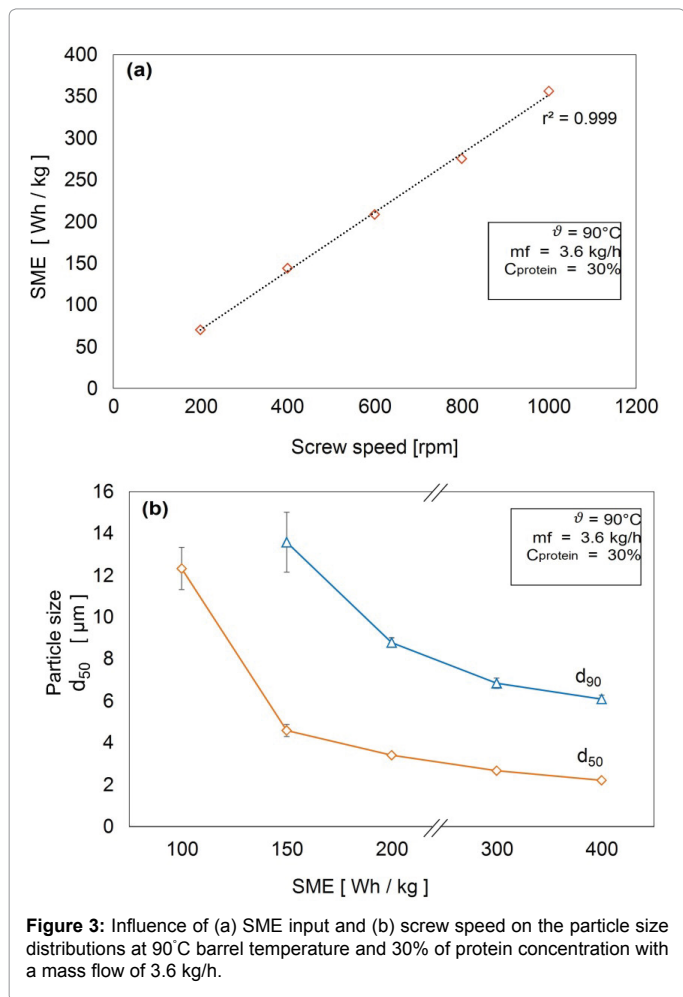 (a)
400
350
300
250
200
150
100
50
0
SME [ Wh / kg ]
r² = 0.999
ϑ = 90°C
mf = 3.6 kg/h
Cprotein = 30%
0 200 400 600 800 1000 1200
Screw speed [rpm]
(b)
16
14
12
10
8
6
4
2
0
Particle size
d50 [ µm ]
ϑ = 90°C
mf = 3.6 kg/h
Cprotein = 30%
d90
d50
100 150 200 300 400
SME [ Wh / kg ]
Figure 3: Influence of (a) SME input and (b) screw speed on the particle size
distributions at 90°C barrel temperature and 30% of protein concentration with
a mass flow of 3.6 kg/h.